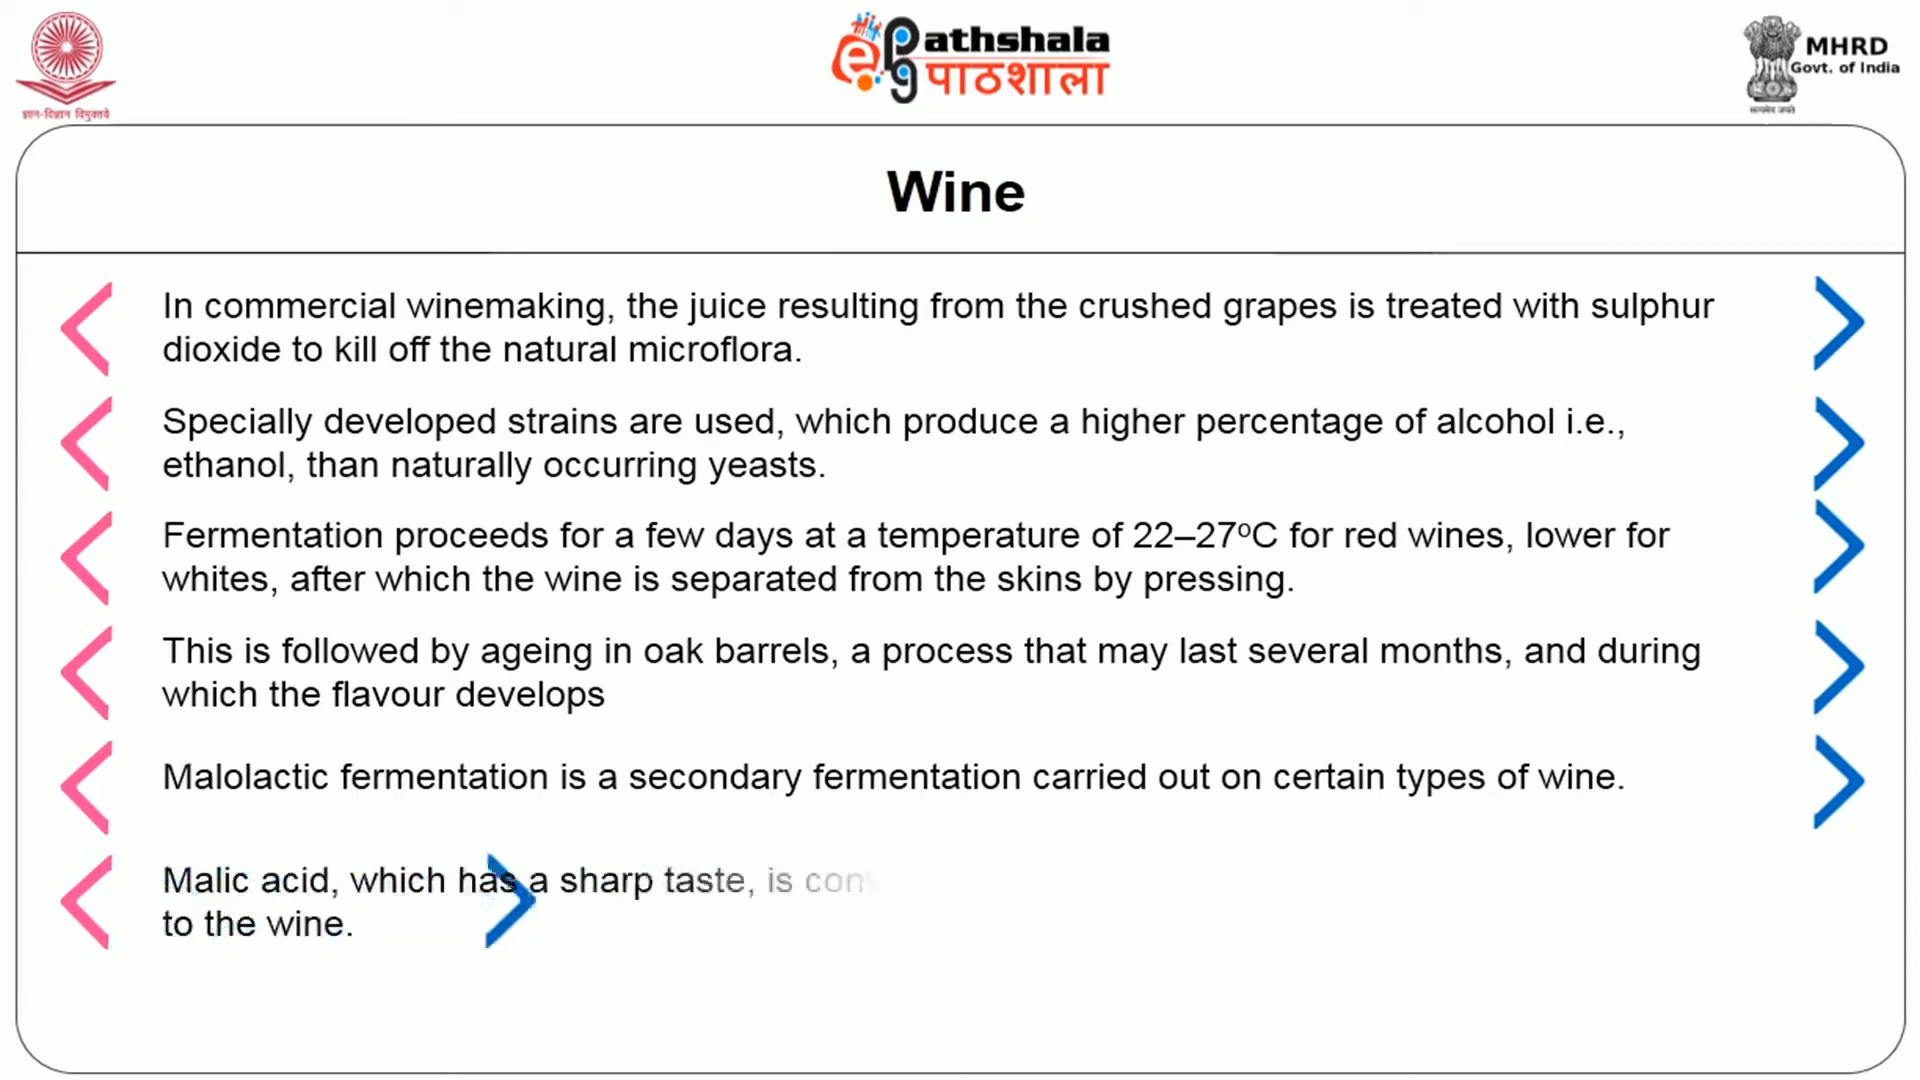 ज्ञान-विज्ञान विमुक्तये
ePathshala
पाठशाला
MHRD
Govt. of India
सत्यमेव जयते
Wine
In commercial winemaking, the juice resulting from the crushed grapes is treated with sulphur
dioxide to kill off the natural microflora.
Specially developed strains are used, which produce a higher percentage of alcohol i.e.,
ethanol, than naturally occurring yeasts.
Fermentation proceeds for a few days at a temperature of 22–27ºC for red wines, lower for
whites, after which the wine is separated from the skins by pressing.
This is followed by ageing in oak barrels, a process that may last several months, and during
which the flavour develops
Malolactic fermentation is a secondary fermentation carried out on certain types of wine.
Malic acid, which has a sharp taste, is
to the wine.